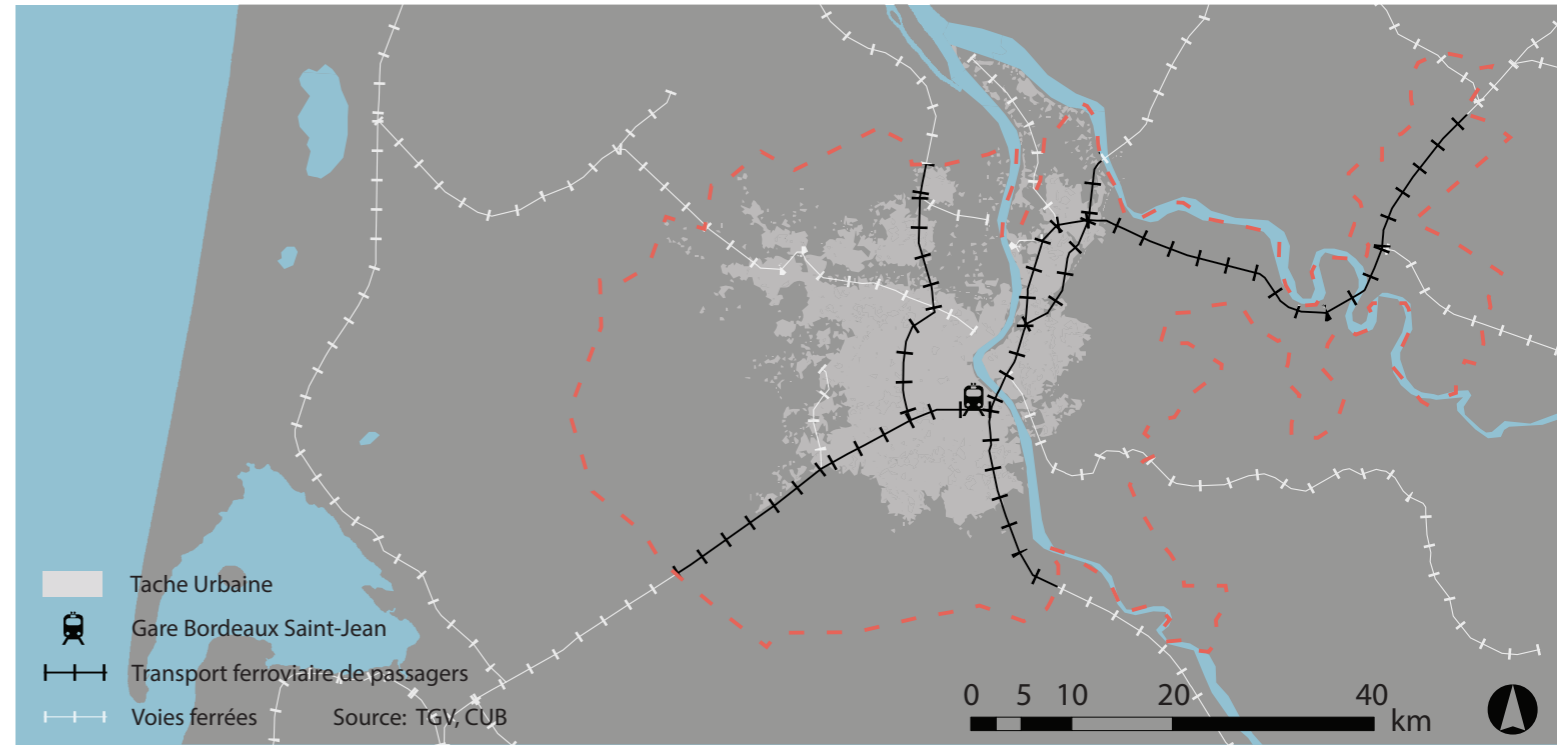 Tache Urbaine
Gare Bordeaux Saint-Jean
Transport ferroviaire de passagers
Voies ferrées Source: TGV, CUB
0 5 10 20 40
km